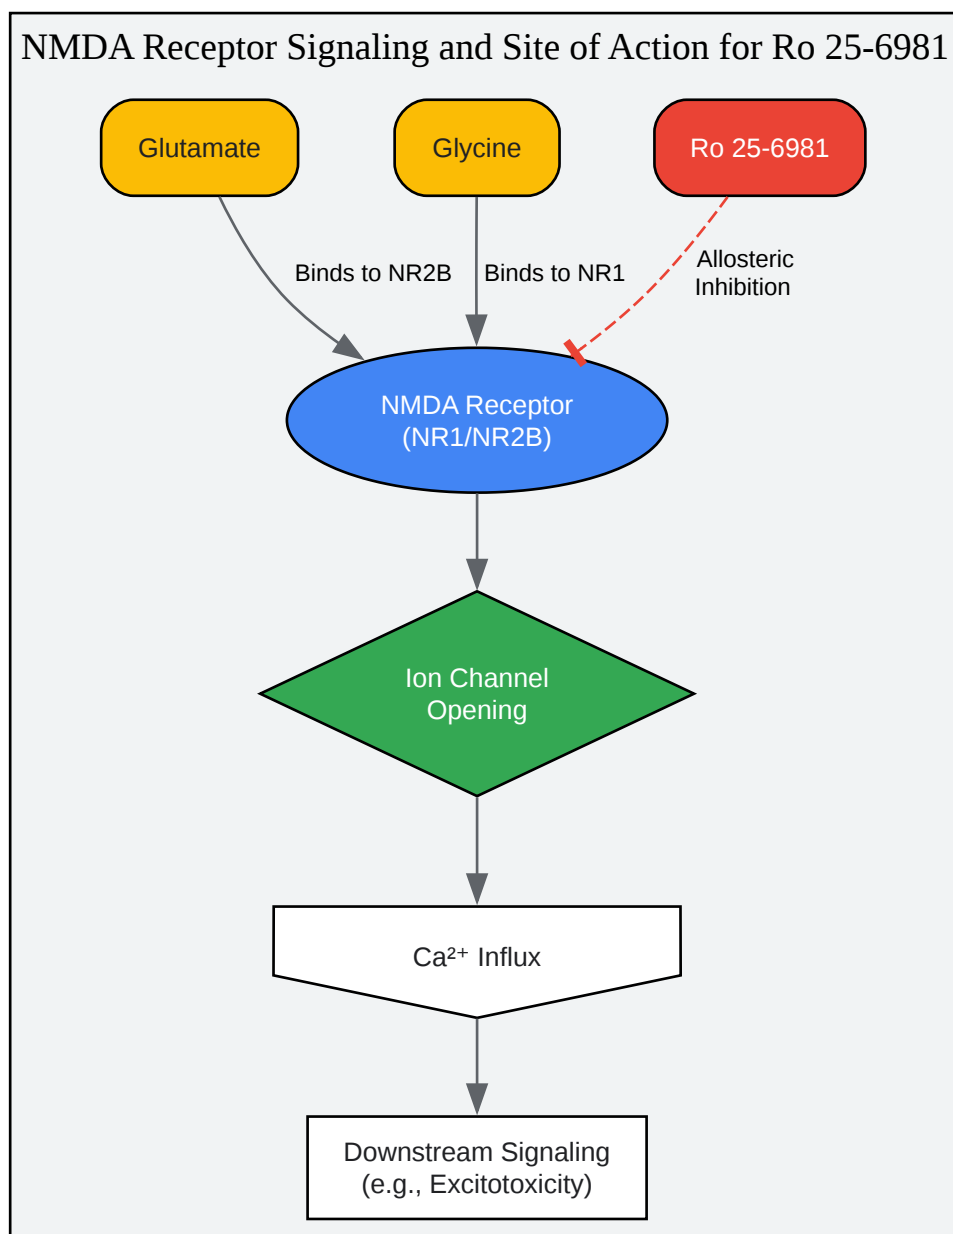 NMDA Receptor Signaling and Site of Action for Ro 25-6981
Glutamate
Glycine
Ro 25-6981
Binds to NR2B
Binds to NR1
Allosteric
Inhibition
NMDA Receptor
(NR1/NR2B)
Ion Channel
Opening
Ca²⁺ Influx
Downstream Signaling
(e.g., Excitotoxicity)